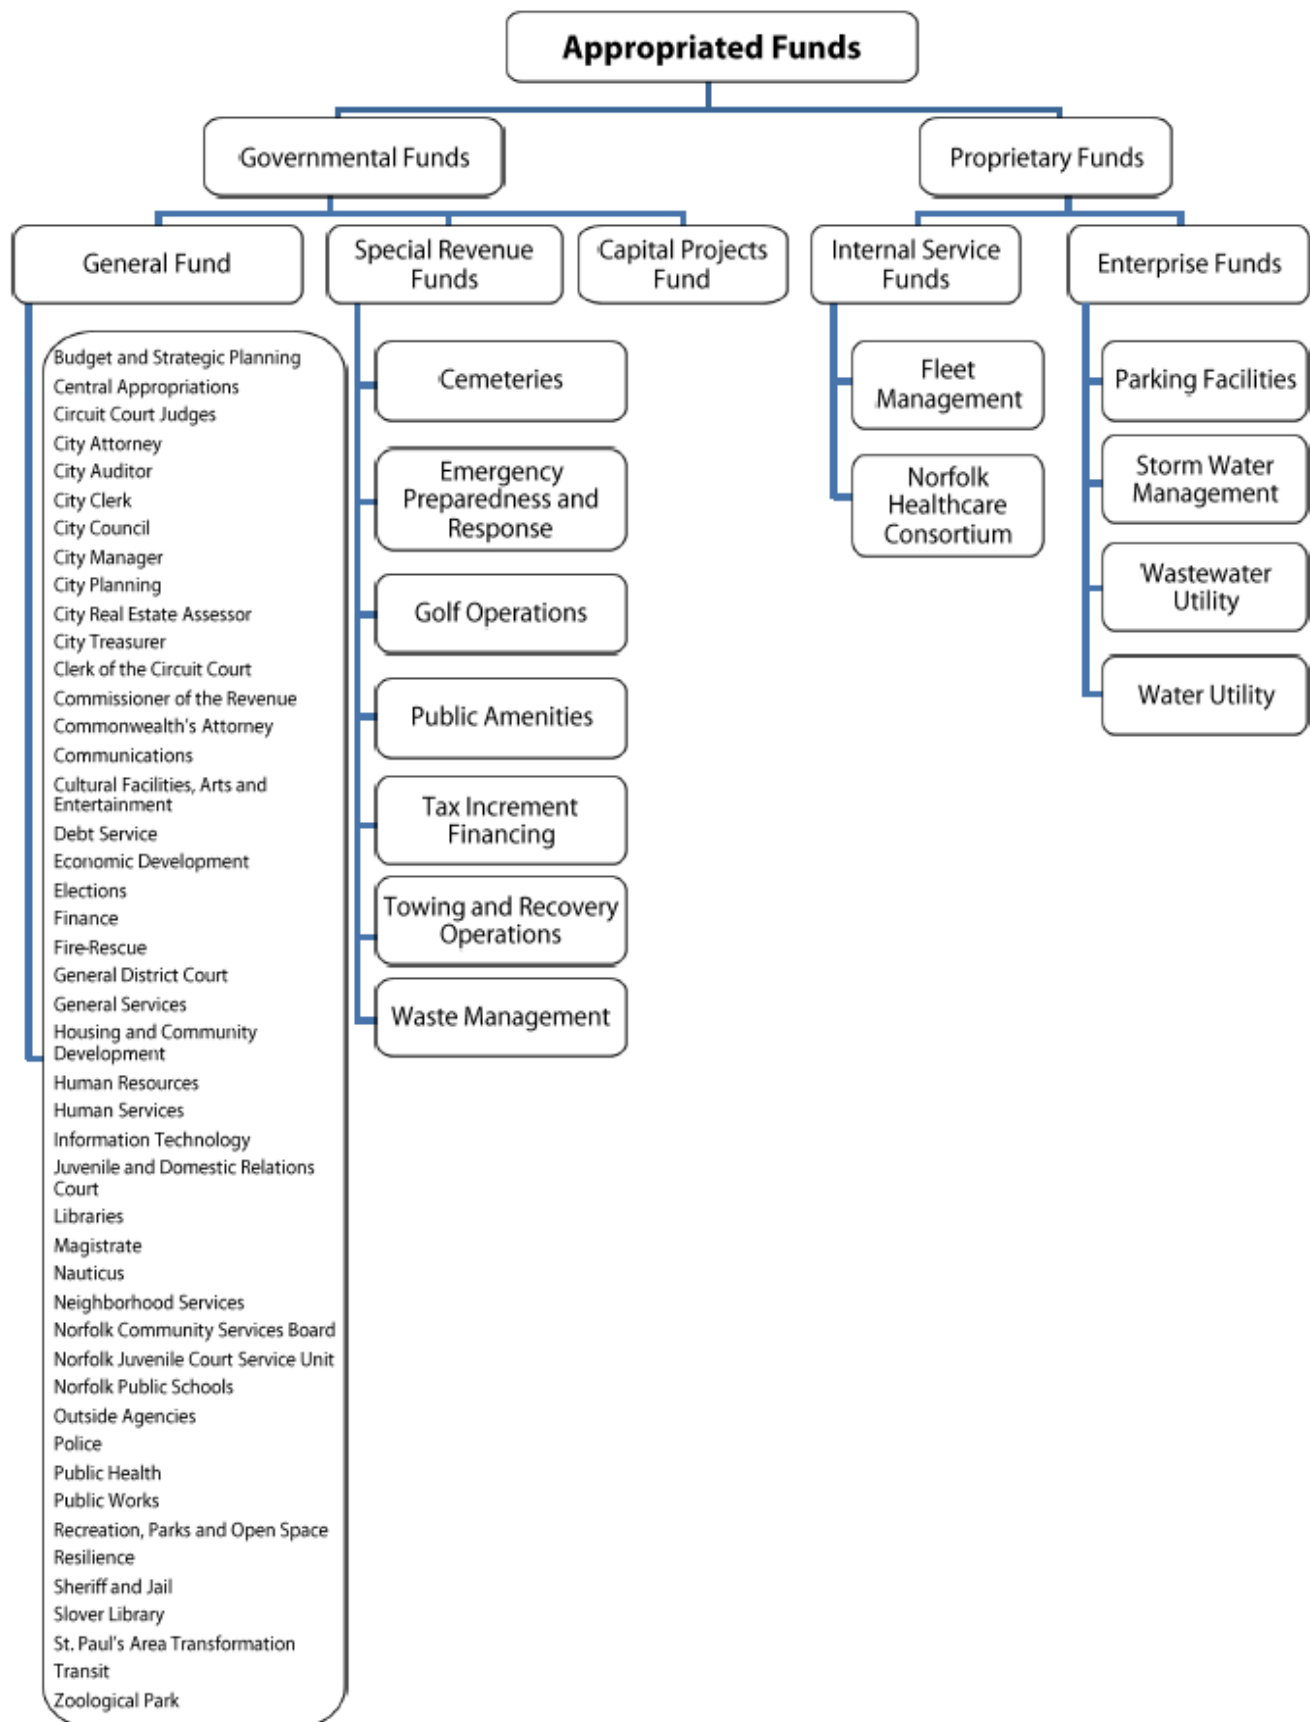 Appropriated Funds
Governmental Funds
Proprietary Funds
General Fund
Special Revenue
Funds
Capital Projects
Fund
Internal Service
Funds
Enterprise Funds
Budget and Strategic Planning
Central Appropriations
Circuit Court Judges
City Attorney
City Auditor
City Clerk
City Council
City Manager
City Planning
City Real Estate Assessor
City Treasurer
Clerk of the Circuit Court
Commissioner of the Revenue
Commonwealth's Attorney
Communications
Cultural Facilities, Arts and
Entertainment
Debt Service
Economic Development
Elections
Finance
Fire-Rescue
General District Court
General Services
Housing and Community
Development
Human Resources
Human Services
Information Technology
Juvenile and Domestic Relations
Court
Libraries
Magistrate
Nauticus
Neighborhood Services
Norfolk Community Services Board
Norfolk Juvenile Court Service Unit
Norfolk Public Schools
Outside Agencies
Police
Public Health
Public Works
Recreation, Parks and Open Space
Resilience
Sheriff and Jail
Slover Library
St. Paul's Area Transformation
Transit
Zoological Park
Cemeteries
Emergency
Preparedness and
Response
Golf Operations
Public Amenities
Tax Increment
Financing
Towing and Recovery
Operations
Waste Management
Fleet
Management
Norfolk
Healthcare
Consortium
Parking Facilities
Storm Water
Management
Wastewater
Utility
Water Utility